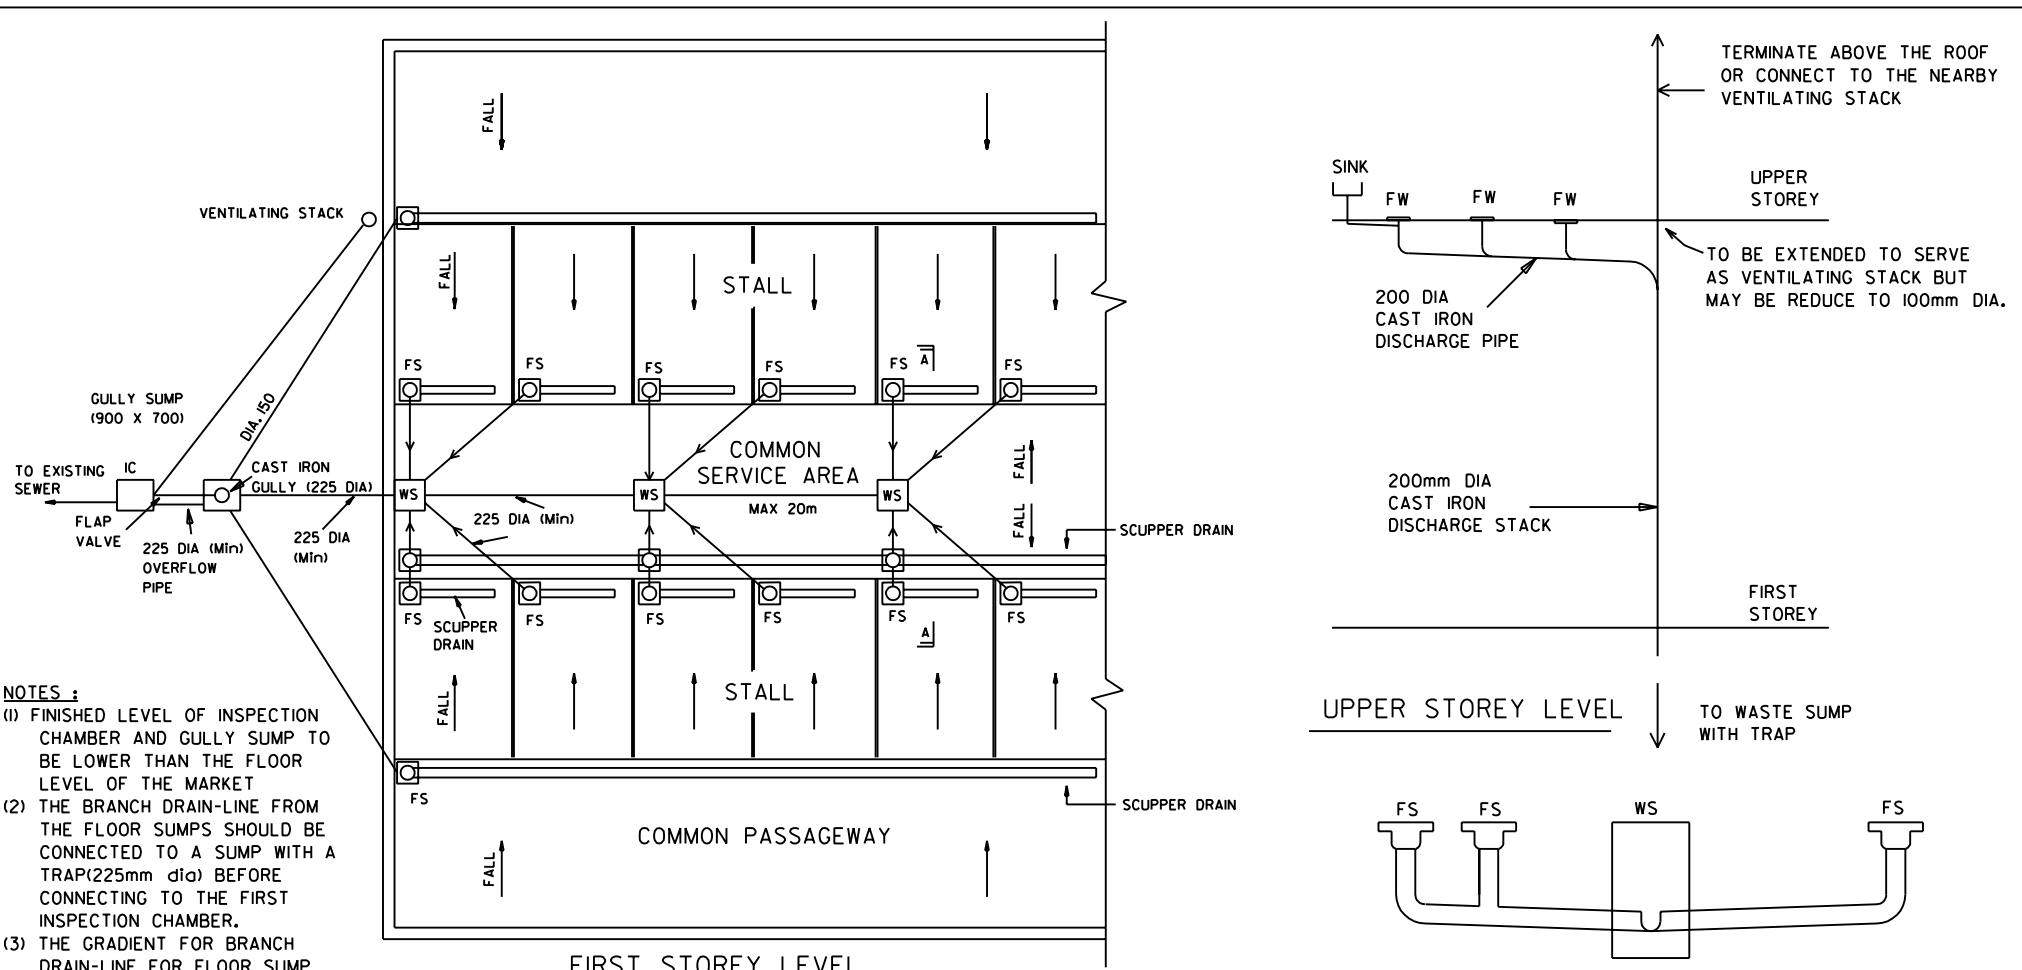 FALL
VENTILATING STACK
FALL
STALL
FS
FS
FS
FS
FS
A
FS
GULLY SUMP
(900 X 700)
DIA. 150
COMMON
SERVICE AREA
FALL
TO EXISTING
SEWER
IC
CAST IRON
GULLY (225 DIA)
WS
WS
WS
MAX 20m
FLAP
VALVE
225 DIA (Min)
OVERFLOW
PIPE
225 DIA
(Min)
225 DIA (Min)
FALL
SCUPPER DRAIN
FS
FS
FS
FS
FS
FS
SCUPPER
DRAIN
A
FALL
STALL
FS
SCUPPER DRAIN
COMMON PASSAGEWAY
FALL
FIRST STOREY LEVEL
NOTES :
(1) FINISHED LEVEL OF INSPECTION
CHAMBER AND GULLY SUMP TO
BE LOWER THAN THE FLOOR
LEVEL OF THE MARKET
(2) THE BRANCH DRAIN-LINE FROM
THE FLOOR SUMPS SHOULD BE
CONNECTED TO A SUMP WITH A
TRAP(225mm dia) BEFORE
CONNECTING TO THE FIRST
INSPECTION CHAMBER.
(3) THE GRADIENT FOR BRANCH
DRAIN-LINE FOR FLOOR SUMP
TERMINATE ABOVE THE ROOF
OR CONNECT TO THE NEARBY
VENTILATING STACK
SINK
FW
FW
FW
UPPER
STOREY
TO BE EXTENDED TO SERVE
AS VENTILATING STACK BUT
MAY BE REDUCE TO 100mm DIA.
200 DIA
CAST IRON
DISCHARGE PIPE
200mm DIA
CAST IRON
DISCHARGE STACK
FIRST
STOREY
UPPER STOREY LEVEL
TO WASTE SUMP
WITH TRAP
FS
FS
WS
FS